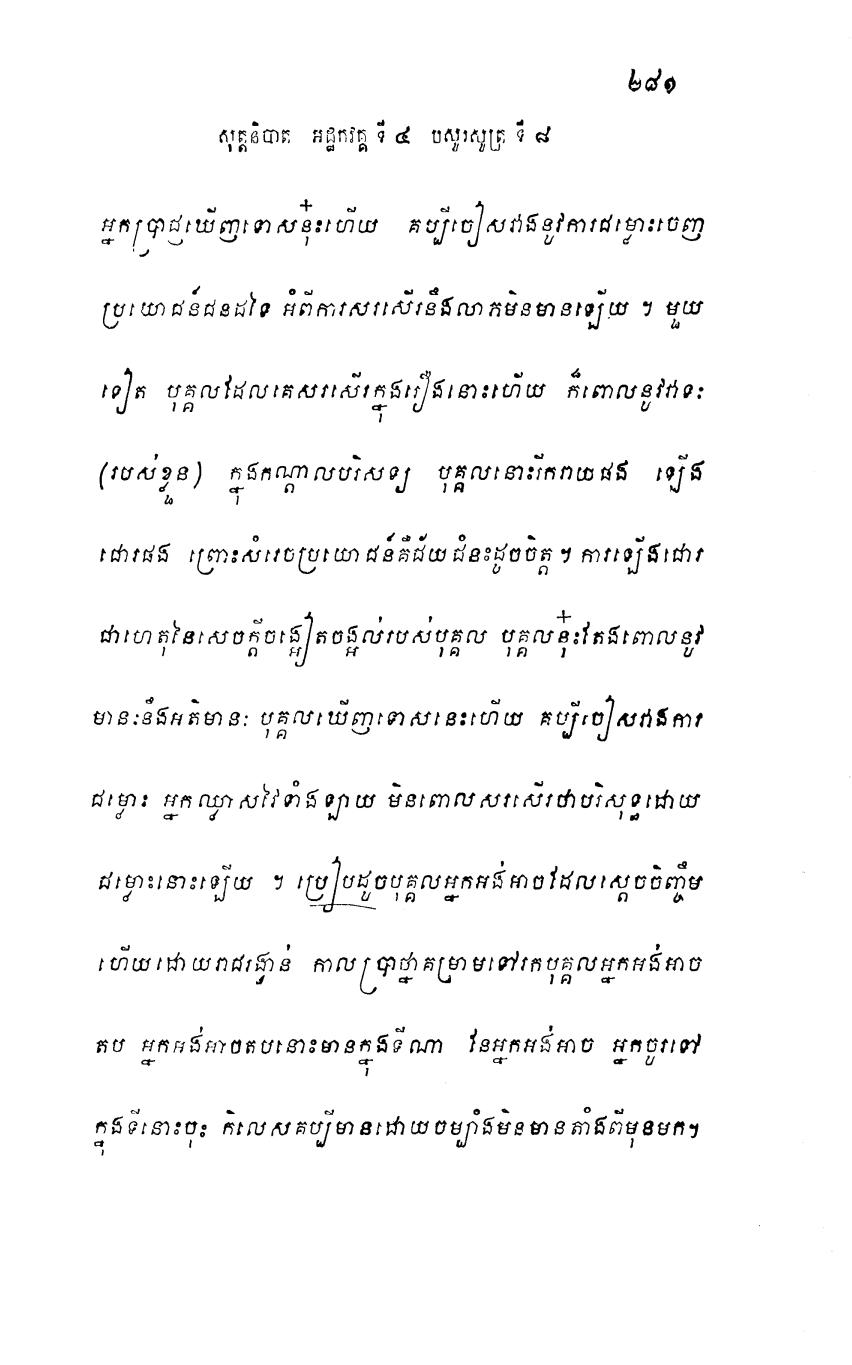 ២៨១
សុត្តនិបាត អដ្ឋកវគ្គ ទី ៤ បសូរសូត្រ ទី ៨
អ្នកប្រាជ្ញឃើញទោសនុ៎ះហើយ គប្បីចៀសវាងនូវការជម្លោះចេញ
ប្រយោជន៍ជនដទៃ អំពីការសរសើរនឹងលាភមិនមានឡើយ ។ មួយ
ទៀត បុគ្គលដែលគេសរសើរក្នុងរឿងនោះហើយ ក៏ពោលនូវវាទៈ
(របស់ខ្លួន) ក្នុងកណ្តាលបរិសទ្យ បុគ្គលនោះរីករាយផង ឡើង
ជោរផង ព្រោះសំរេចប្រយោជន៍គឺជ័យជំនះដូចចិត្ត ។ ការឡើងជោរ
ជាហេតុនៃសេចក្តីចង្អៀតចង្អល់របស់បុគ្គល បុគ្គលនុ៎ះតែងពោលនូវ
មានៈនឹងអតិមានៈ បុគ្គលឃើញទោសនេះហើយ គប្បីចៀសវាងការ
ជម្លោះ អ្នកឈ្លាសវៃទាំងឡាយ មិនពោលសរសើរថាបរិសុទ្ធដោយ
ជម្លោះនោះឡើយ ។ ប្រៀបដូចបុគ្គលអ្នកអង់អាចដែលស្តេចចិញ្ចឹម
ហើយដោយរាជរង្វាន់ កាលប្រាថ្នាគម្រាមទៅរកបុគ្គលអ្នកអង់អាច
តប អ្នកអង់អាចតបនោះមានក្នុងទីណា នែអ្នកអង់អាច អ្នកចូរទៅ
ក្នុងទីនោះចុះ កិលេសគប្បីមានដោយចម្បាំងមិនមានតាំងពីមុនមក។